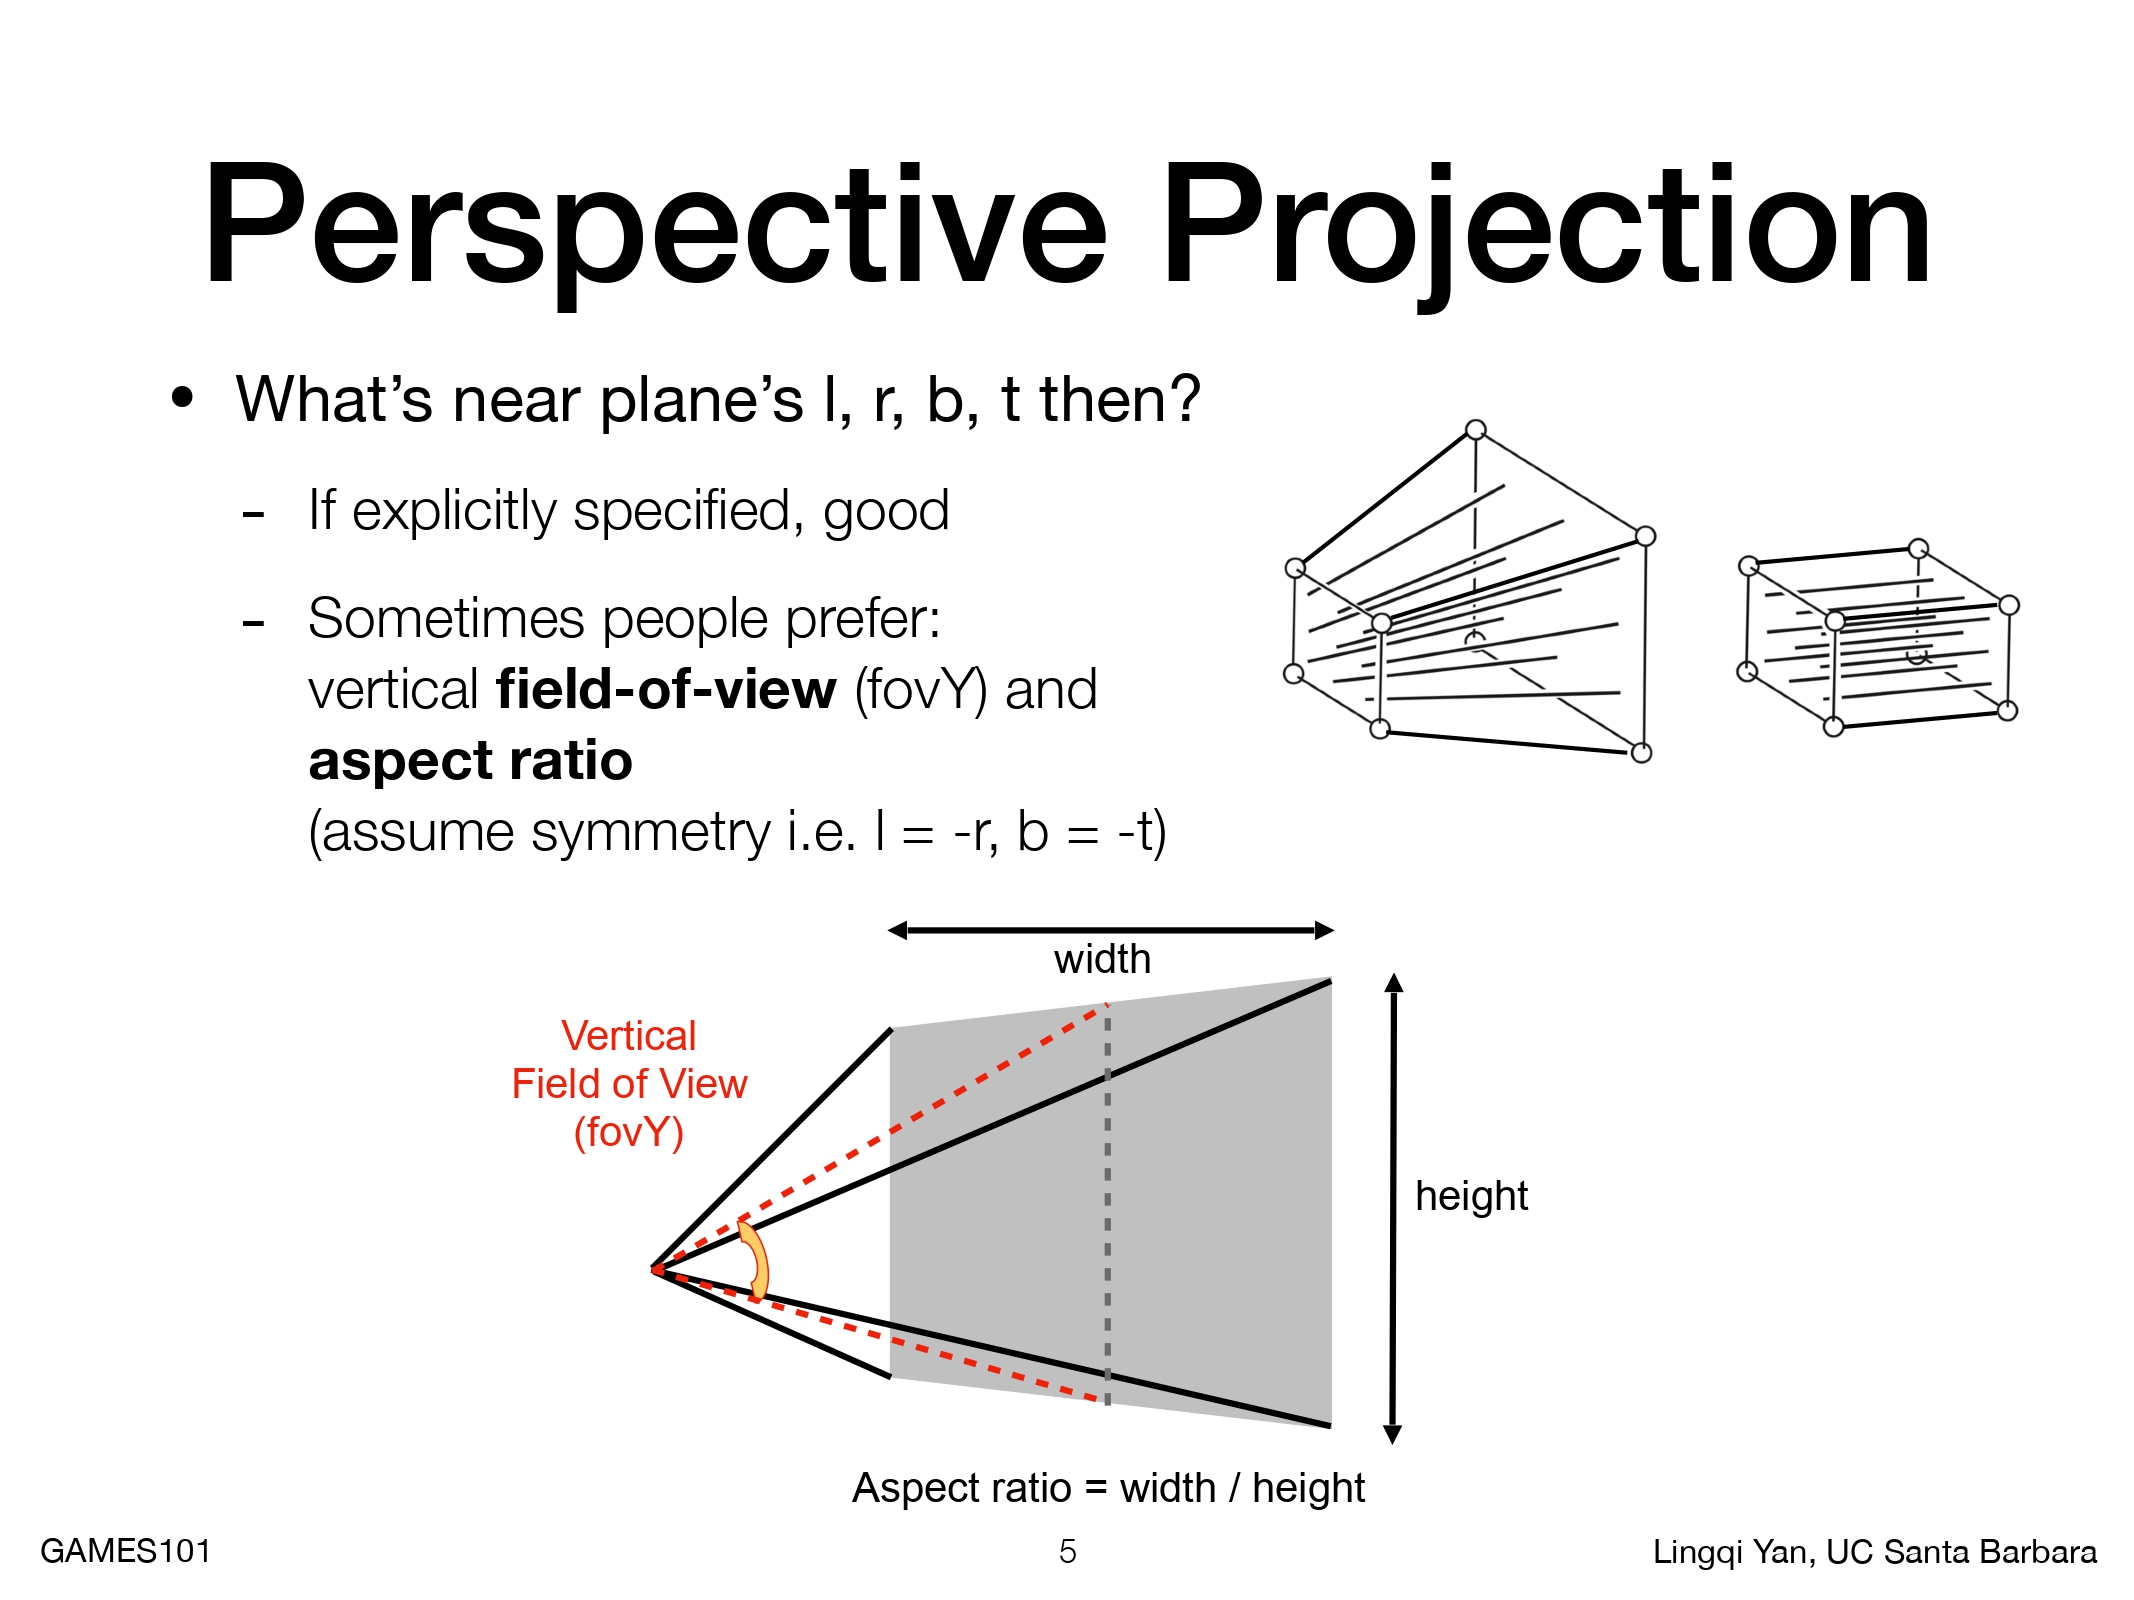 Perspective Projection
• What’s near plane’s l, r, b, t then?
- If explicitly specified, good
- Sometimes people prefer:
vertical field-of-view (fovY) and
aspect ratio
(assume symmetry i.e. l = -r, b = -t)
width
Vertical
Field of View
(fovY)
height
Aspect ratio = width / height
GAMES101
5
Lingqi Yan, UC Santa Barbara